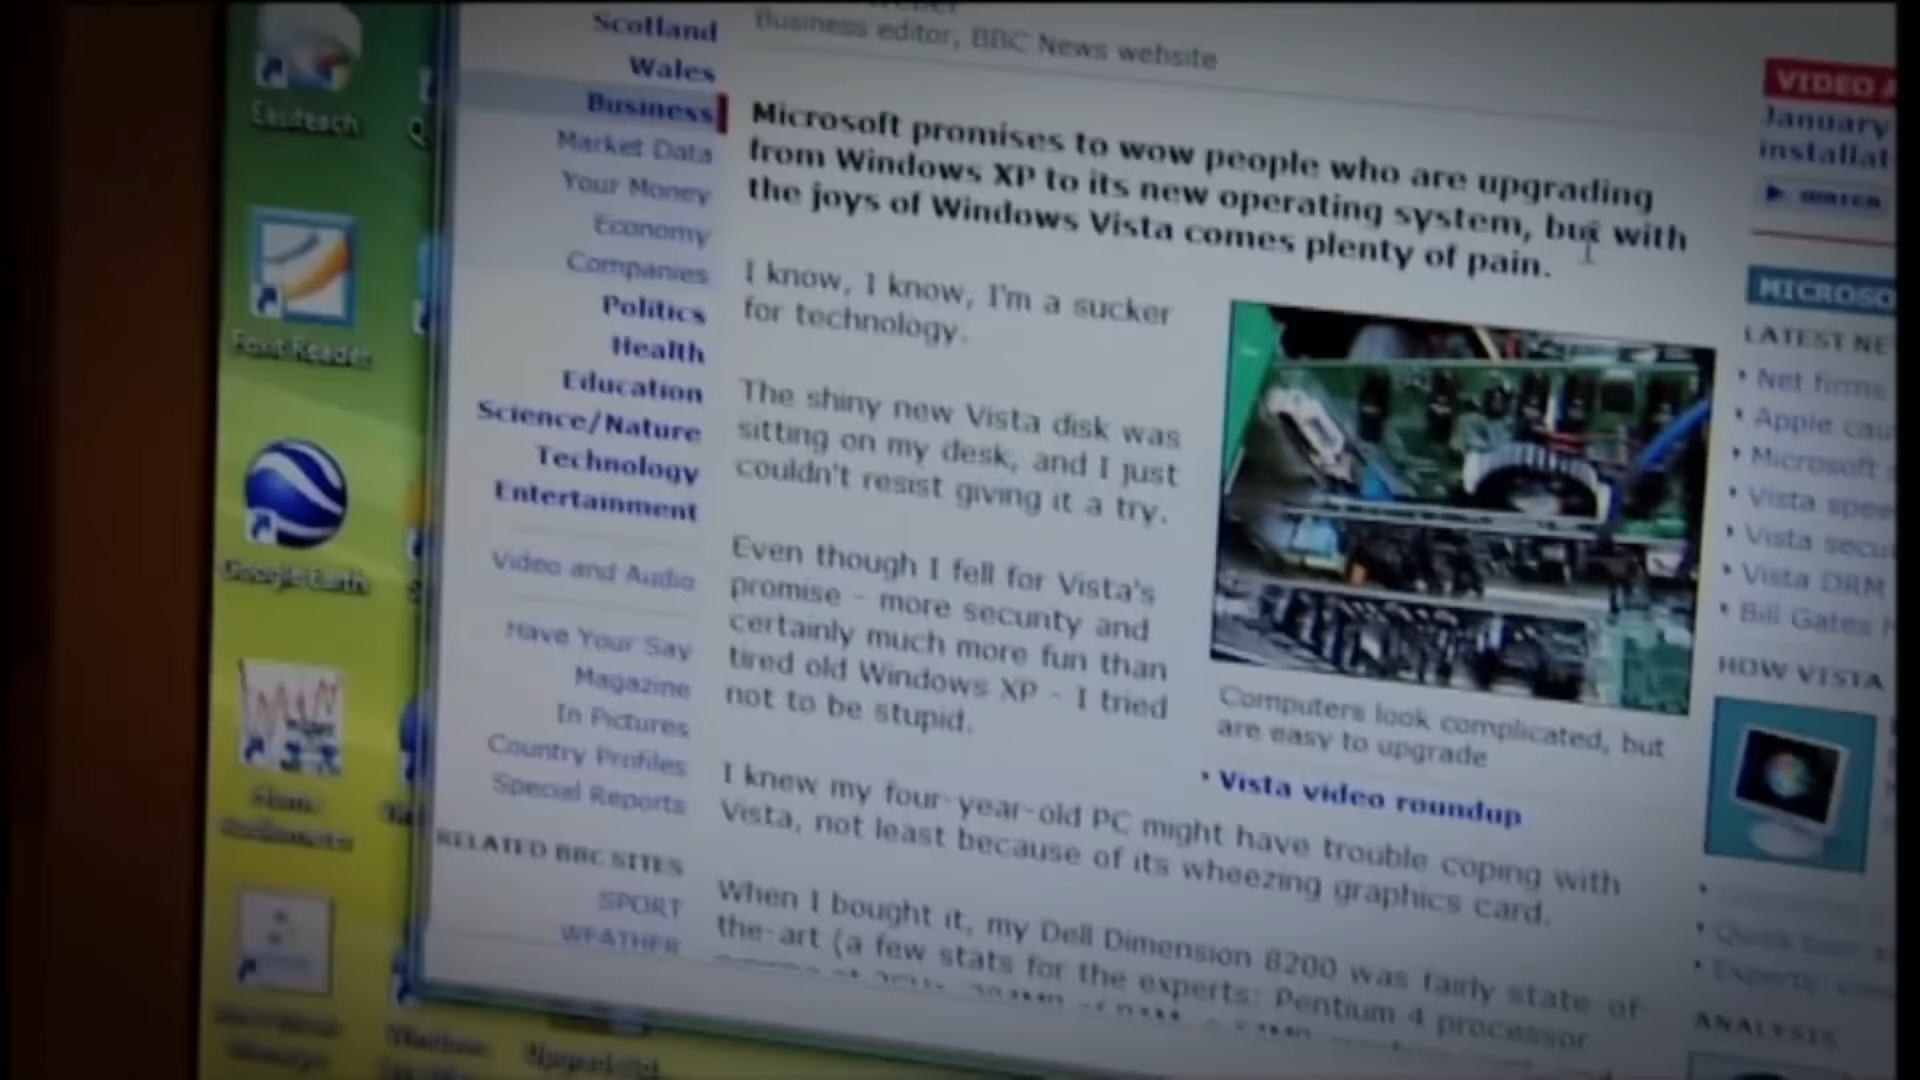 Easiteach
Foxit Reader
Google Earth
Scotland
Wales
Business
Market Data
Your Money
Economy
Companies
Politics
Health
Education
Science/Nature
Technology
Entertainment
Video and Audio
Have Your Say
Magazine
In Pictures
Country Profiles
Special Reports
RELATED BBC SITES
SPORT
WEATHER
Business editor, BBC News website
Microsoft promises to wow people who are upgrading
from Windows XP to its new operating system, but with
the joys of Windows Vista comes plenty of pain.
I know, I know, I'm a sucker
for technology.
The shiny new Vista disk was
sitting on my desk, and I just
couldn't resist giving it a try.
Even though I fell for Vista's
promise - more security and
certainly much more fun than
tired old Windows XP - I tried
not to be stupid.
Computers look complicated, but
are easy to upgrade
Vista video roundup
I knew my four-year-old PC might have trouble coping with
Vista, not least because of its wheezing graphics card.
When I bought it, my Dell Dimension 8200 was fairly state-of-
the-art (a few stats for the experts: Pentium 4 processor
VIDEO
January
WATCH
LATEST
Net firms
Apple
Microsoft
Vista
Vista
Vista DRM
Bill Gates
HOW VISTA
ANALYSIS